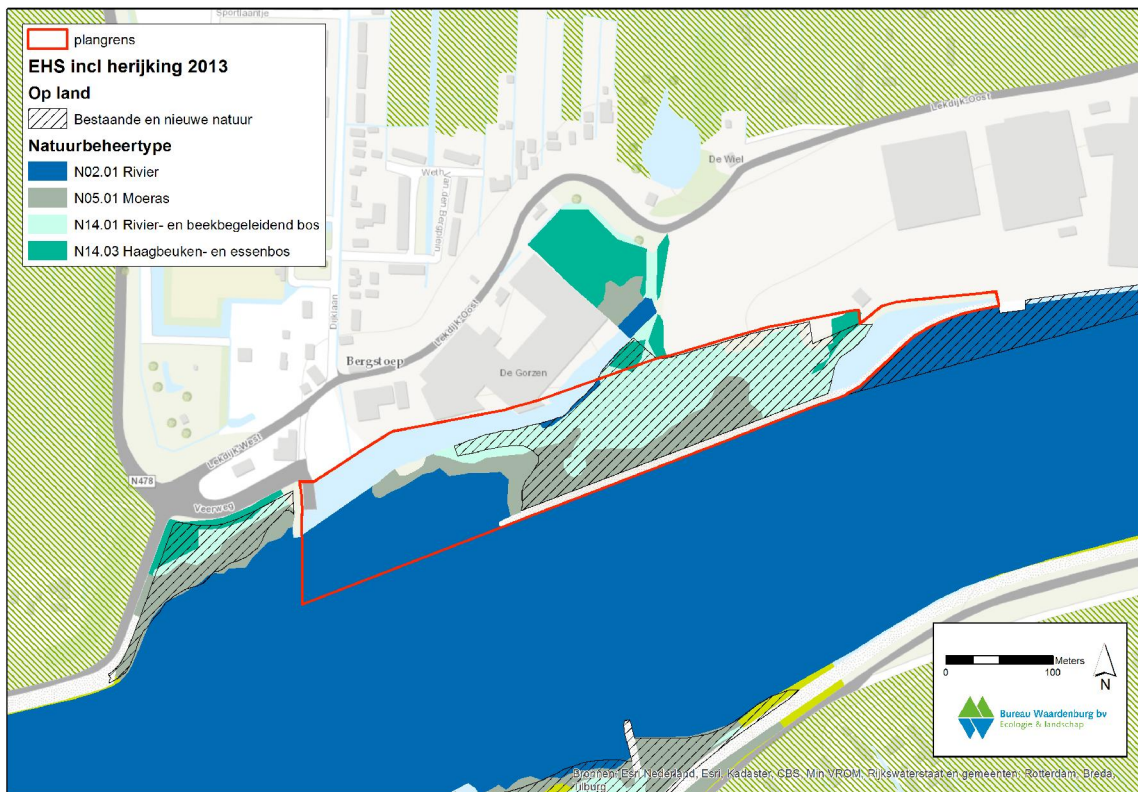 Sportlaantje
plangrens
EHS incl herijking 2013
Op land
Bestaande en nieuwe natuur
Natuurbeheertype
N02.01 Rivier
N05.01 Moeras
N14.01 Rivier- en beekbegeleidend bos
N14.03 Haagbeuken- en essenbos
Lekdijk Oost
De Wiel
Weth
Van den Bergplein
Dijklaan
Lekdijk Oost
Bergstoep
De Gorzen
Lekdijk West
N478
Veerweg
Meters
0 100
N
Bureau Waardenburg bv
Ecologie & landschap
Bronnen: Esri Nederland, Esri, Kadaster, CBS, Min VROM, Rijkswaterstaat en gemeenten: Rotterdam, Breda,
Tilburg